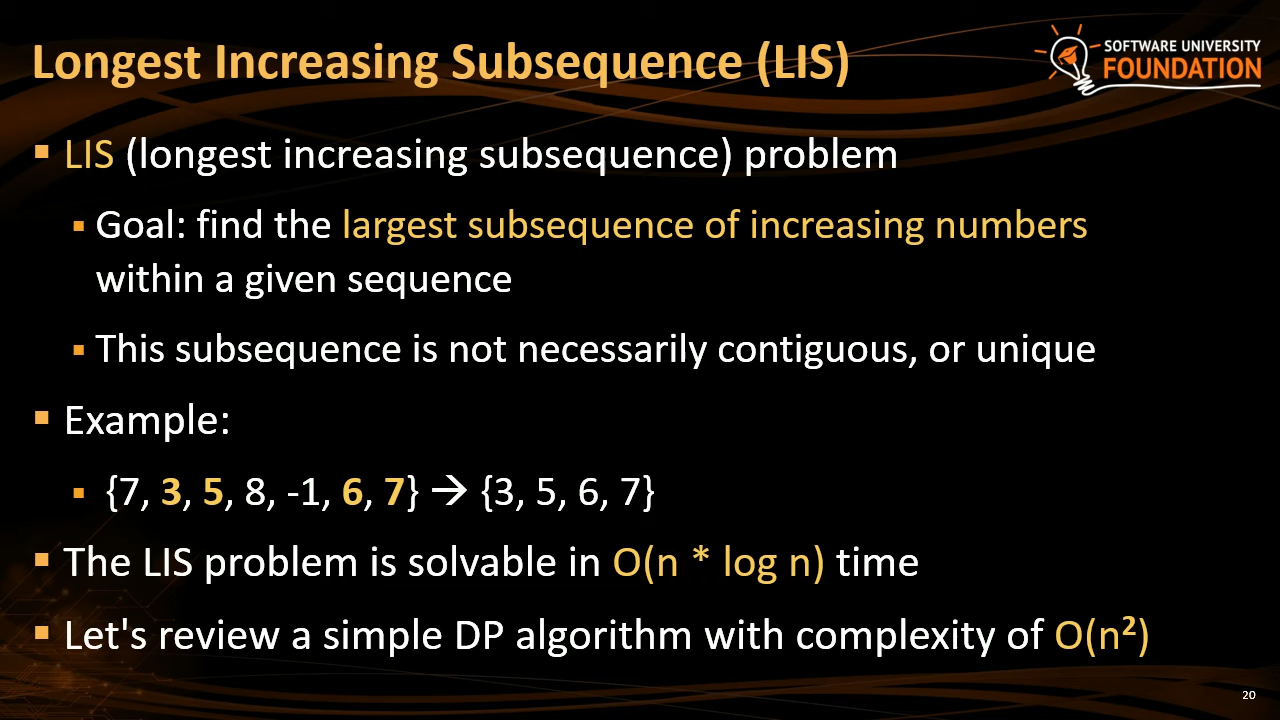 Longest Increasing Subsequence (LIS)
SOFTWARE UNIVERSITY
FOUNDATION
▪ LIS (longest increasing subsequence) problem
▪ Goal: find the largest subsequence of increasing numbers
within a given sequence
▪ This subsequence is not necessarily contiguous, or unique
▪ Example:
▪ {7, 3, 5, 8, -1, 6, 7} → {3, 5, 6, 7}
▪ The LIS problem is solvable in O(n * log n) time
▪ Let's review a simple DP algorithm with complexity of O(n²)
20